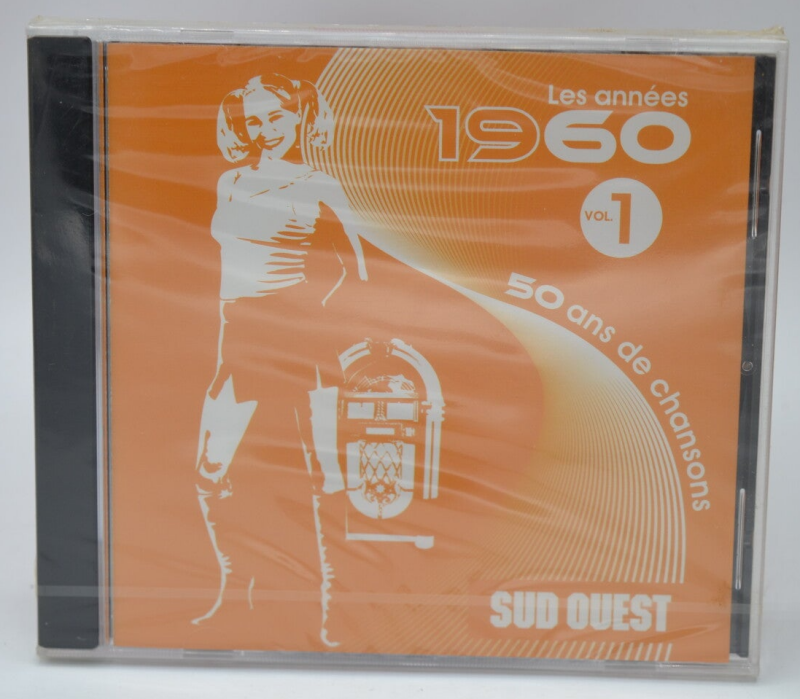 Les années
1960
VOL. 1
50 ans de chansons
SUD OUEST